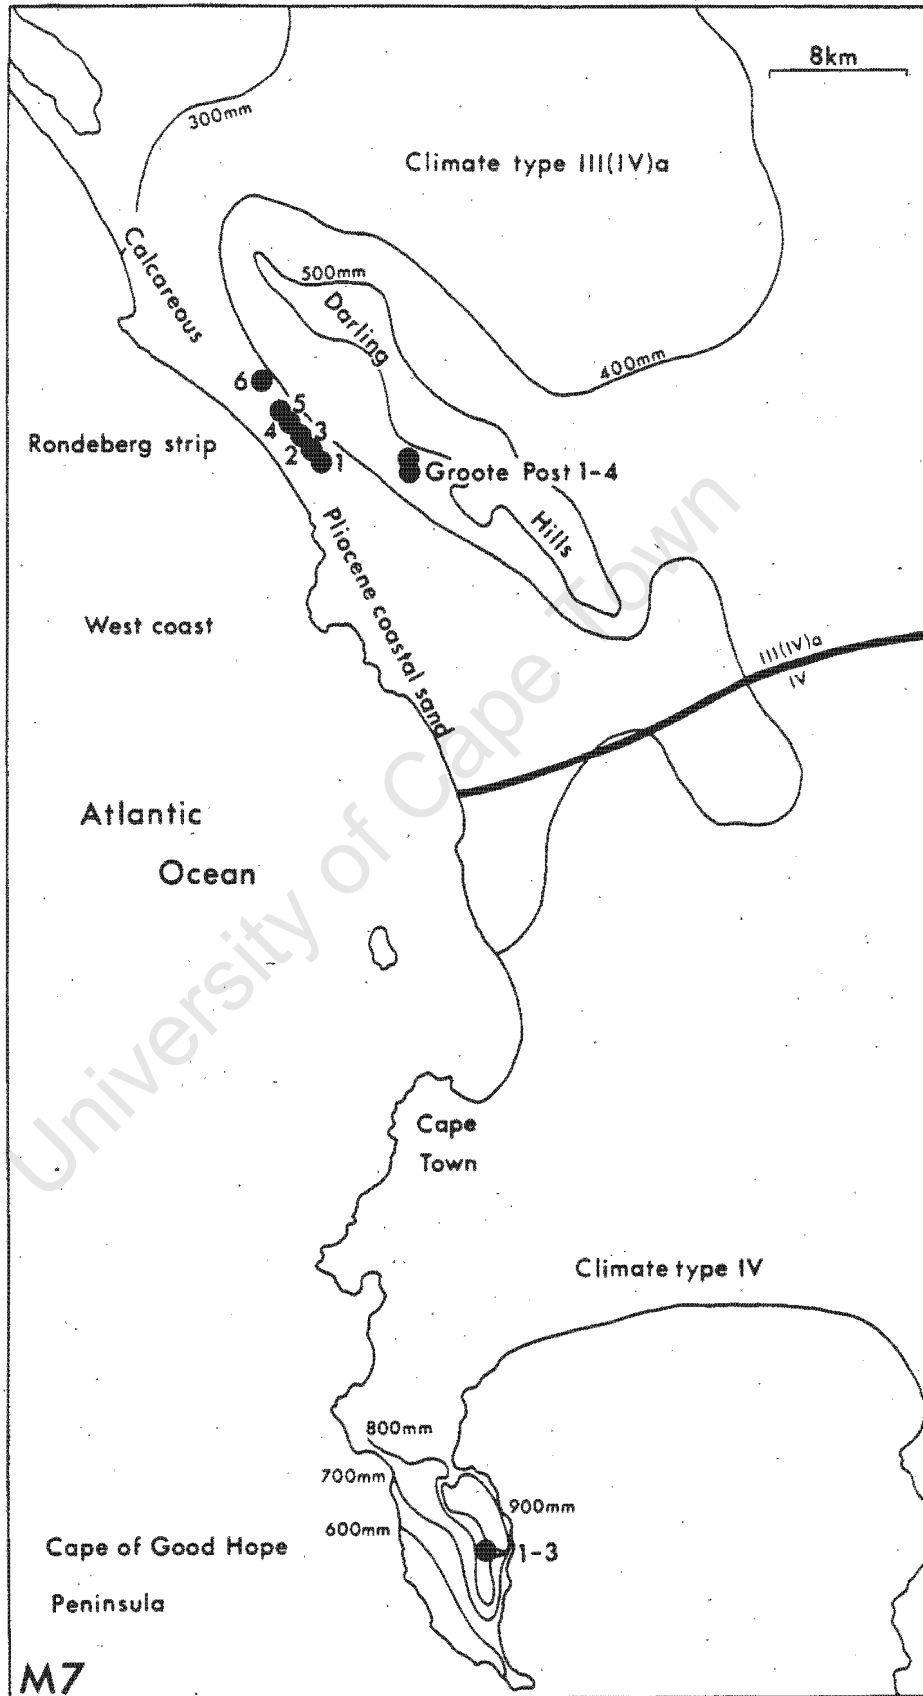 8km
300mm
Climate type III(IV)a
Calcareous
500mm
Darling
400mm
6
5
4
3
2
1
Rondeberg strip
Groote Post 1-4
Hills
Pliocene coastal sand
West coast
III(IV)a
IV
Atlantic
Ocean
University of Cape Town
Cape
Town
Climate type IV
800mm
700mm
900mm
600mm
1-3
Cape of Good Hope
Peninsula
M7